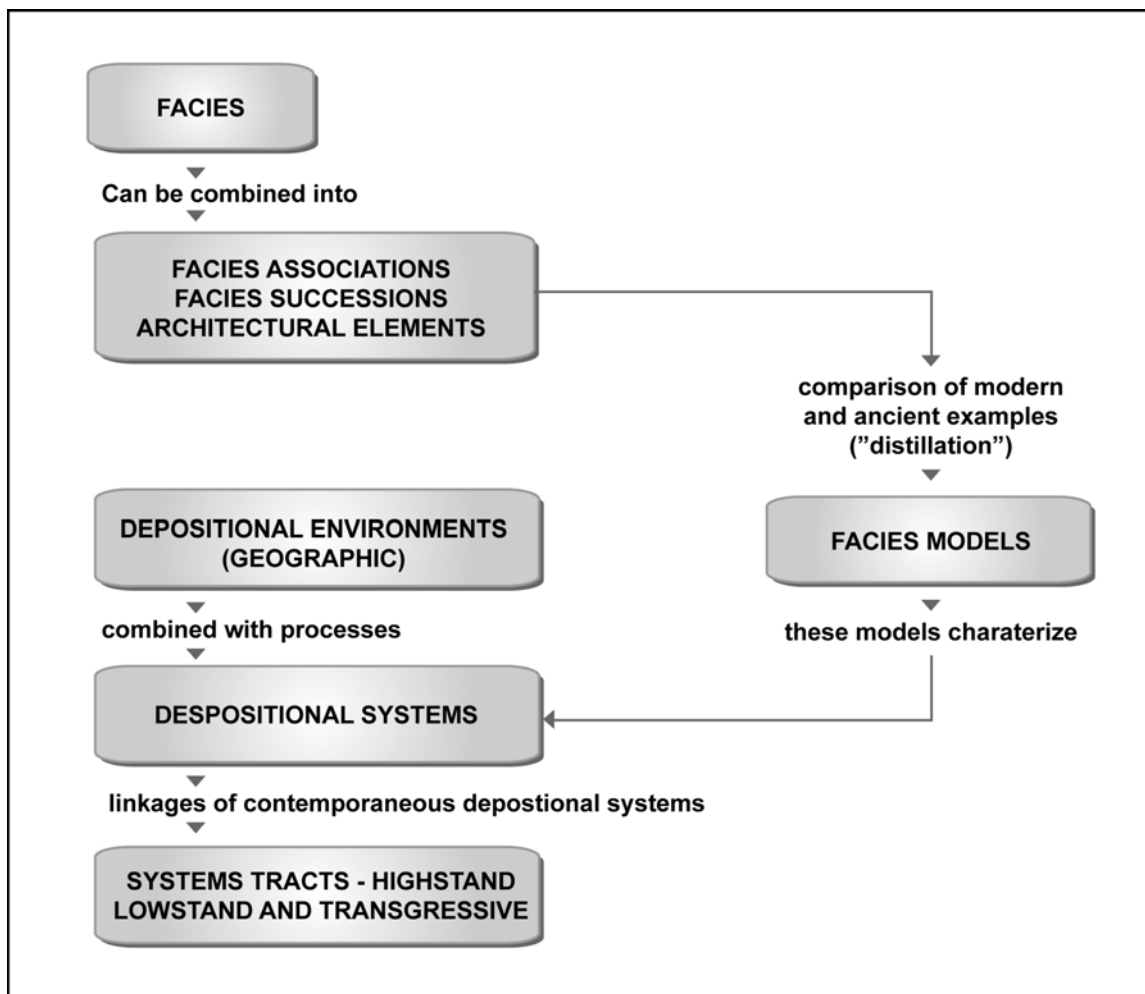 FACIES
Can be combined into
FACIES ASSOCIATIONS
FACIES SUCCESSIONS
ARCHITECTURAL ELEMENTS
comparison of modern
and ancient examples
(”distillation”)
FACIES MODELS
these models charaterize
DEPOSITIONAL ENVIRONMENTS
(GEOGRAPHIC)
combined with processes
DESPOSITIONAL SYSTEMS
linkages of contemporaneous depostional systems
SYSTEMS TRACTS - HIGHSTAND
LOWSTAND AND TRANSGRESSIVE